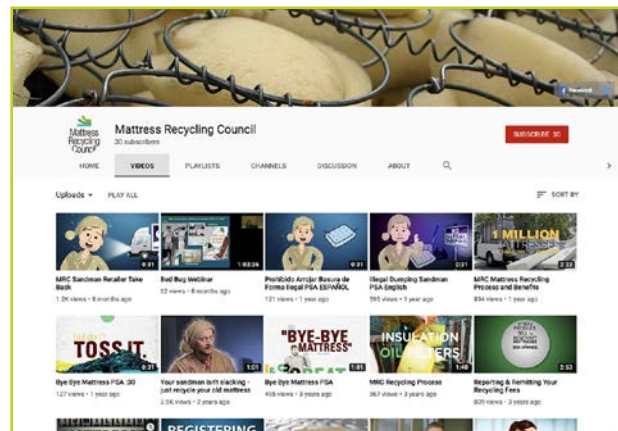 Facebook
Mattress
Recycling
Council
Mattress Recycling Council
30 subscribers
SUBSCRIBE 30
HOME
VIDEOS
PLAYLISTS
CHANNELS
DISCUSSION
ABOUT
Uploads
PLAY ALL
SORT BY
0:31
1:03:26
0:31
0:31
1 MILLION
MATTRESSES
2:23
MRC Sandman Retailer Take
Back
1.2K views • 8 months ago
Bed Bug Webinar
52 views • 8 months ago
Prohibido Arrojar Basura de
Forma Ilegal PSA ESPAÑOL
121 views • 1 year ago
Illegal Dumping Sandman
PSA English
595 views • 1 year ago
MRC Mattress Recycling
Process and Benefits
894 views • 1 year ago
TOSS IT.
0:31
1:01
"BYE-BYE
MATTRESS"
1:01
INSULATION
OIL FILTERS
1:40
2:53
Bye Bye Mattress PSA :30
127 views • 1 year ago
Your sandman isn't slacking -
just recycle your old mattress
2.5K views • 2 years ago
Bye Bye Mattress PSA
455 views • 3 years ago
MRC Recycling Process
367 views • 3 years ago
Reporting & Remitting Your
Recycling Fees
809 views • 3 years ago
REGISTERING